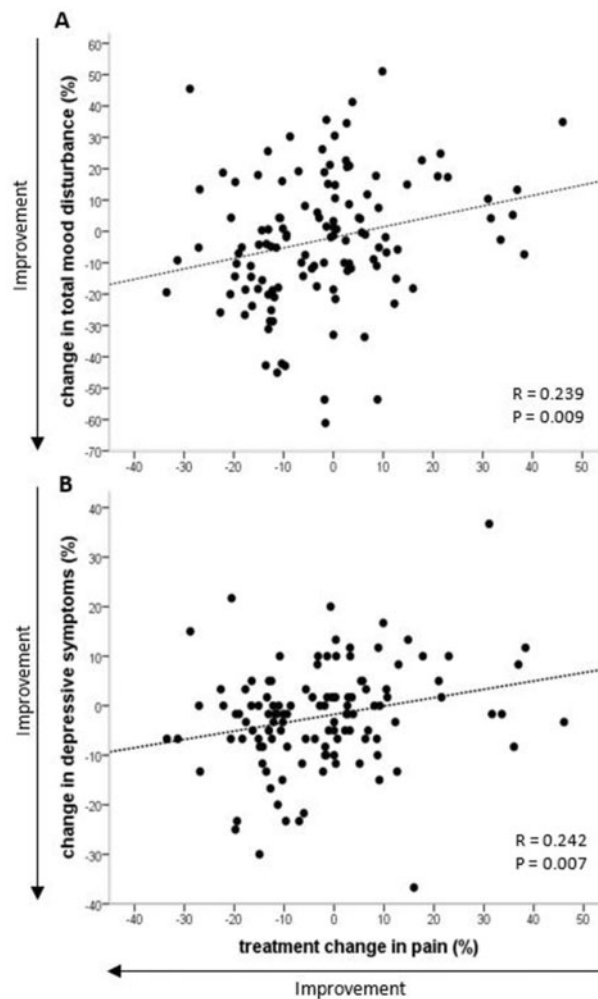 A
Improvement
change in total mood disturbance (%)
60
50
40
30
20
10
0
-10
-20
-30
-40
-50
-60
-70
R = 0.239
P = 0.009
-40 -30 -20 -10 0 10 20 30 40 50
B
Improvement
change in depressive symptoms (%)
40
30
20
10
0
-10
-20
-30
-40
R = 0.242
P = 0.007
-40 -30 -20 -10 0 10 20 30 40 50
treatment change in pain (%)
Improvement